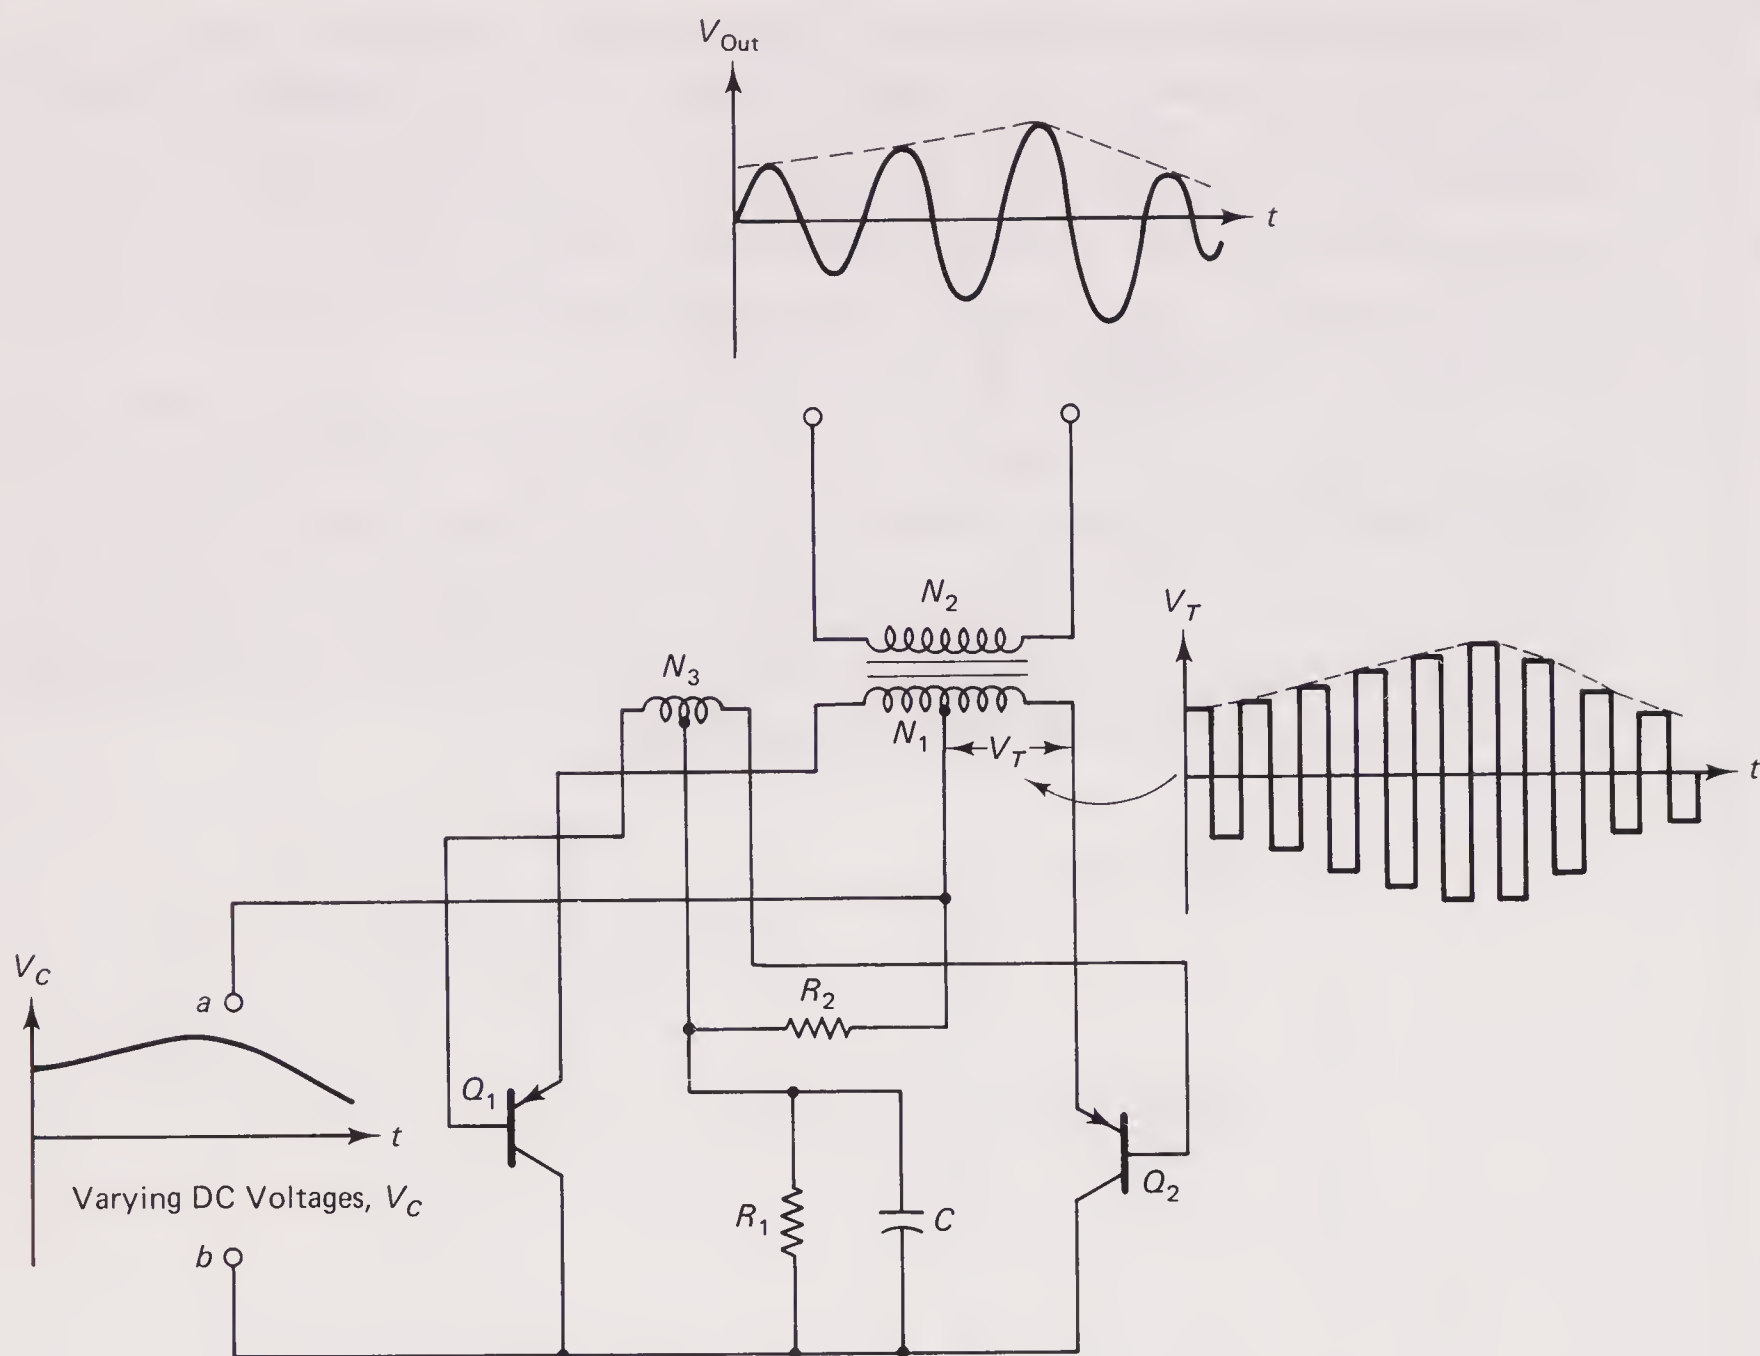 V_Out
t
N_2
V_T
N_3
N_1
V_T
t
V_C
a
R_2
Q_1
t
Varying DC Voltages, V_C
Q_2
R_1
C
b